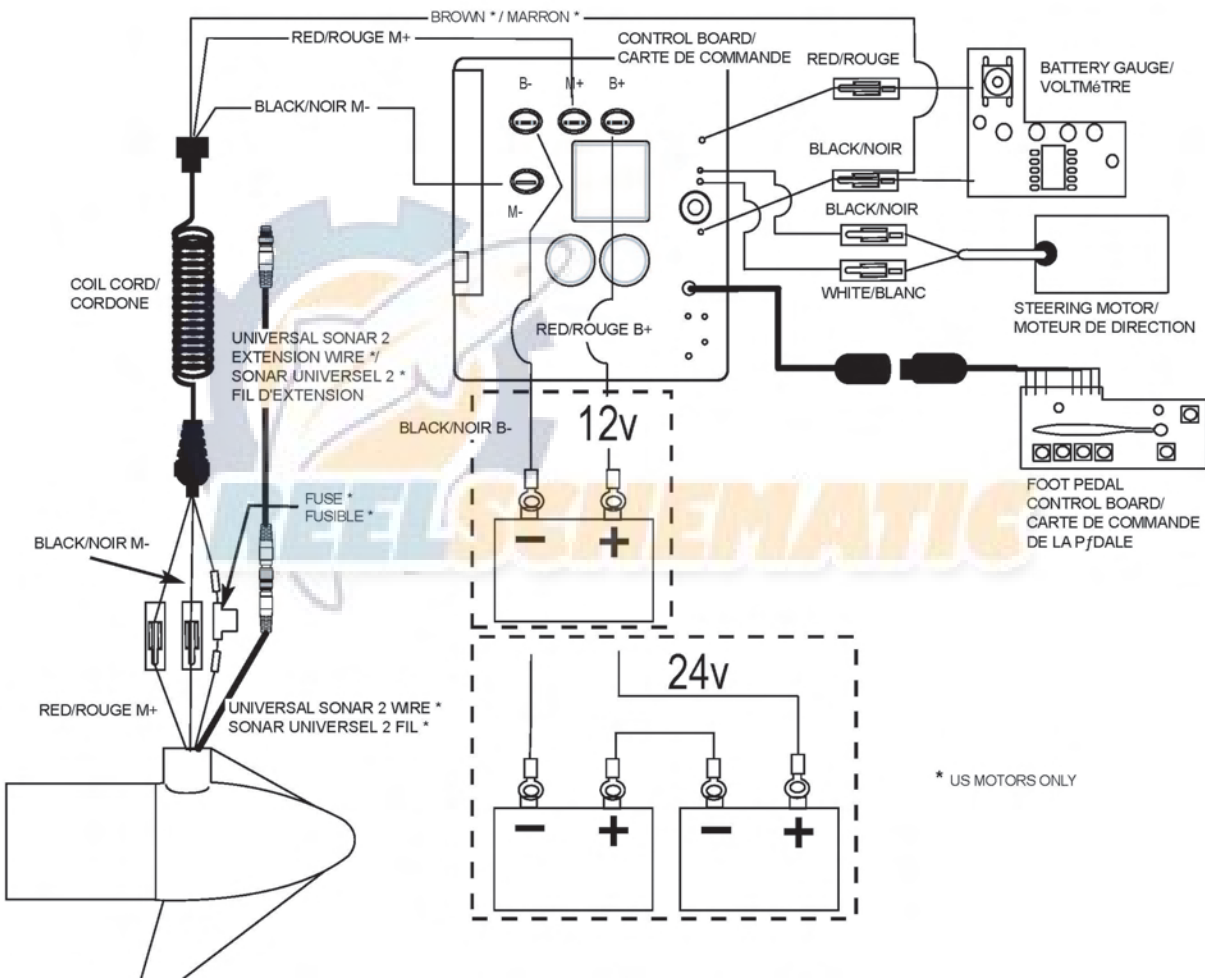 BROWN * / MARRON *
RED/ROUGE M+
CONTROL BOARD/
CARTE DE COMMANDE
RED/ROUGE
BATTERY GAUGE/
VOLTMéTRE
B-
M+
B+
BLACK/NOIR M-
BLACK/NOIR
M-
BLACK/NOIR
COIL CORD/
CORDONE
WHITE/BLANC
STEERING MOTOR/
MOTEUR DE DIRECTION
UNIVERSAL SONAR 2
EXTENSION WIRE */
SONAR UNIVERSEL 2 *
FIL D'EXTENSION
RED/ROUGE B+
BLACK/NOIR B-
12v
FOOT PEDAL
CONTROL BOARD/
CARTE DE COMMANDE
DE LA PƒDALE
FUSE *
FUSIBLE *
REELSCHEMATIC
BLACK/NOIR M-
- +
24v
RED/ROUGE M+
UNIVERSAL SONAR 2 WIRE *
SONAR UNIVERSEL 2 FIL *
* US MOTORS ONLY
- + - +